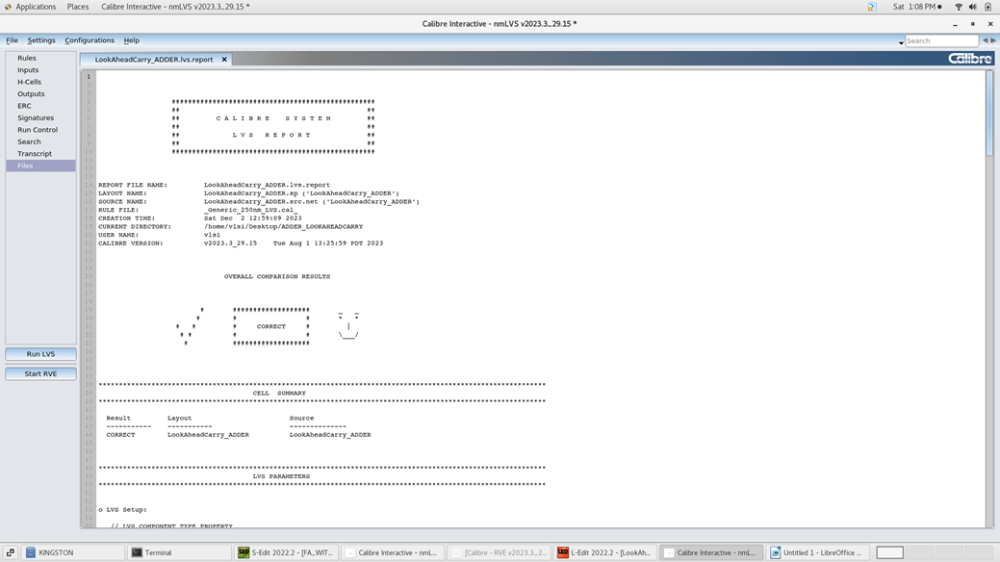 Applications Places Calibre Interactive - nmLVS v2023.3_29.15 * Sat 1:08 PM
Calibre Interactive - nmLVS v2023.3_29.15 *
File Settings Configurations Help Search
Rules
Inputs
H-Cells
Outputs
ERC
Signatures
Run Control
Search
Transcript
Files
Run LVS
Start RVE
LookAheadCarry_ADDER.lvs.report
Calibre
##################################################
## ##
## C A L I B R E S Y S T E M ##
## ##
## L V S R E P O R T ##
## ##
##################################################
REPORT FILE NAME: LookAheadCarry_ADDER.lvs.report
LAYOUT NAME: LookAheadCarry_ADDER.sp ('LookAheadCarry_ADDER')
SOURCE NAME: LookAheadCarry_ADDER.src.net ('LookAheadCarry_ADDER')
RULE FILE: _Generic_250nm_LVS.cal_
CREATION TIME: Sat Dec 2 12:59:09 2023
CURRENT DIRECTORY: /home/vlsi/Desktop/ADDER_LOOKAHEADCARRY
USER NAME: vlsi
CALIBRE VERSION: v2023.3_29.15 Tue Aug 1 13:25:59 PDT 2023
OVERALL COMPARISON RESULTS
# ################### _ _
# # # * *
# # # CORRECT # |
# # # # \___/
# ###################
CELL SUMMARY
Result Layout Source
----------- ----------- --------------
CORRECT LookAheadCarry_ADDER LookAheadCarry_ADDER
LVS PARAMETERS
o LVS Setup:
// LVS COMPONENT TYPE PROPERTY
KINGSTON
Terminal
S-Edit 2022.2 - [FA_WIT...
Calibre Interactive - nmL...
[Calibre - RVE v2023.3_2...
L-Edit 2022.2 - [LookAh...
Calibre Interactive - nmL...
Untitled 1 - LibreOffice ...